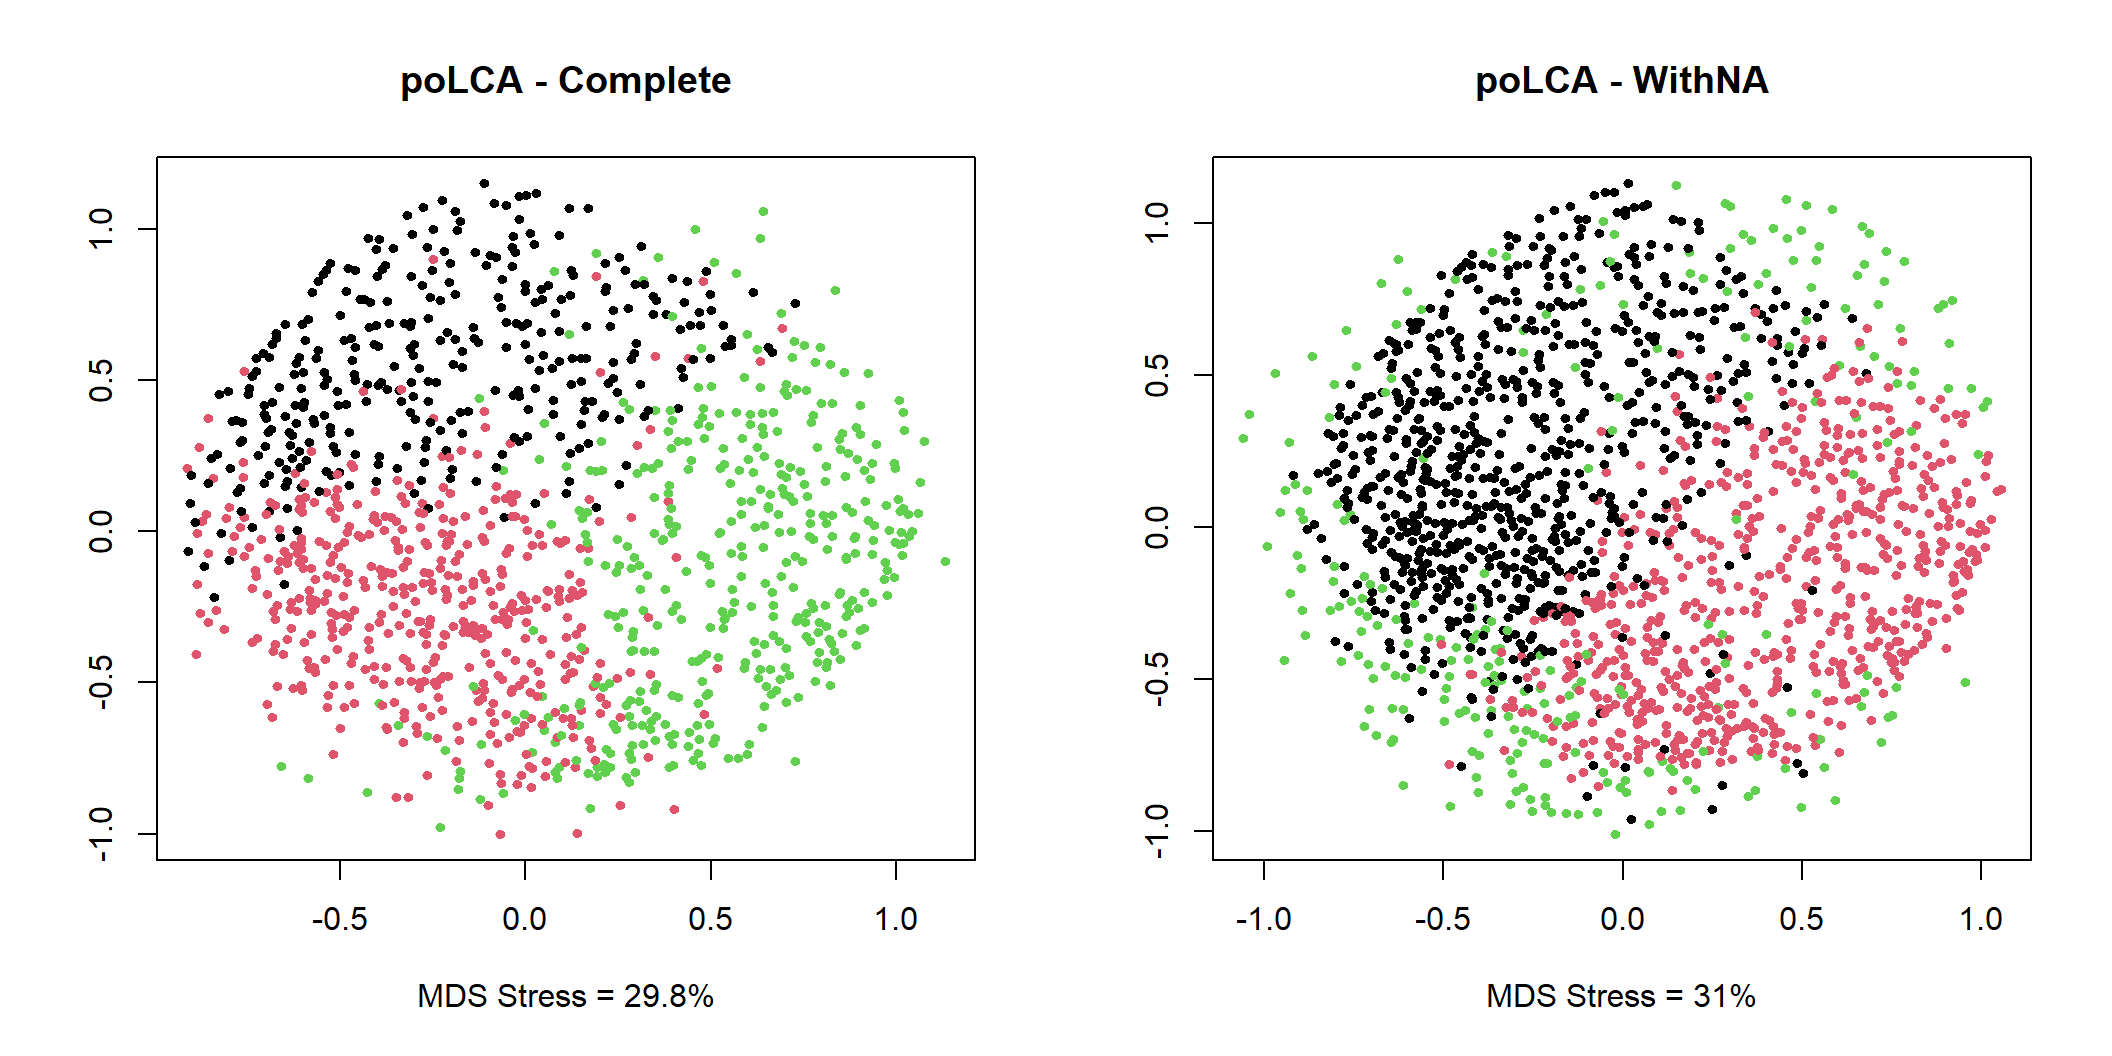 poLCA - Complete
1.0
0.5
0.0
-0.5
-1.0
-0.5 0.0 0.5 1.0
MDS Stress = 29.8%
poLCA - WithNA
1.0
0.5
0.0
-0.5
-1.0
-1.0 -0.5 0.0 0.5 1.0
MDS Stress = 31%